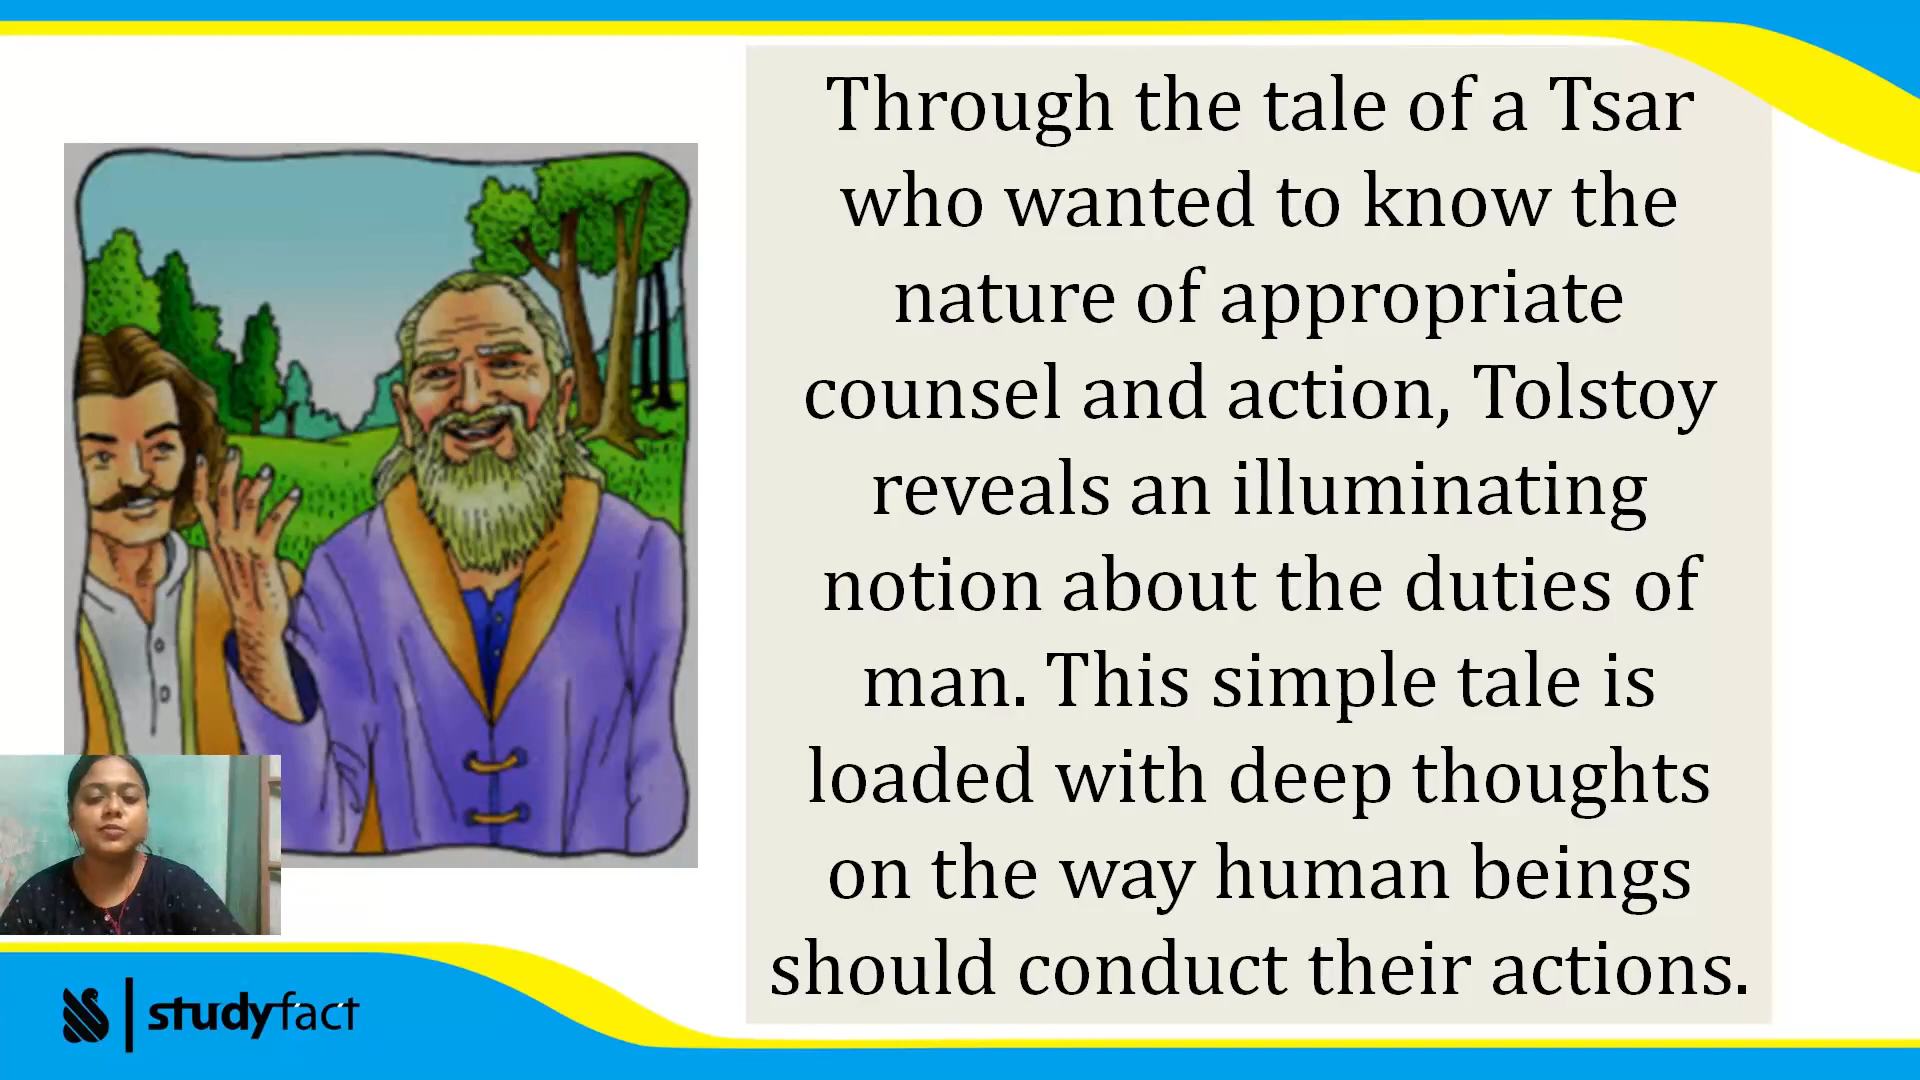 Through the tale of a Tsar
who wanted to know the
nature of appropriate
counsel and action, Tolstoy
reveals an illuminating
notion about the duties of
man. This simple tale is
loaded with deep thoughts
on the way human beings
should conduct their actions.
studyfact